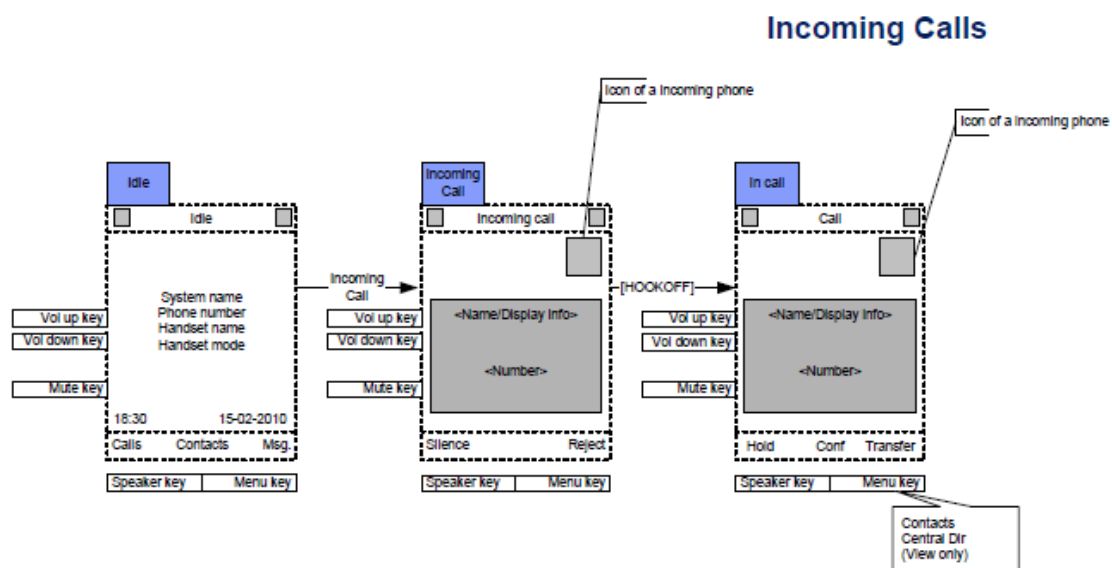 Incoming Calls
Icon of a Incoming phone
Icon of a Incoming phone
Idle
Idle
System name
Phone number
Handset name
Handset mode
Vol up key
Vol down key
Mute key
18:30 15-02-2010
Calls Contacts Msg.
Speaker key Menu key
Incoming
Call
Incoming
Call
Incoming call
Vol up key
Vol down key
Mute key
<Name/Display Info>
<Number>
Silence Reject
Speaker key Menu key
[HOOKOFF]
In call
Call
Vol up key
Vol down key
Mute key
<Name/Display Info>
<Number>
Hold Conf Transfer
Speaker key Menu key
Contacts
Central Dir
(View only)